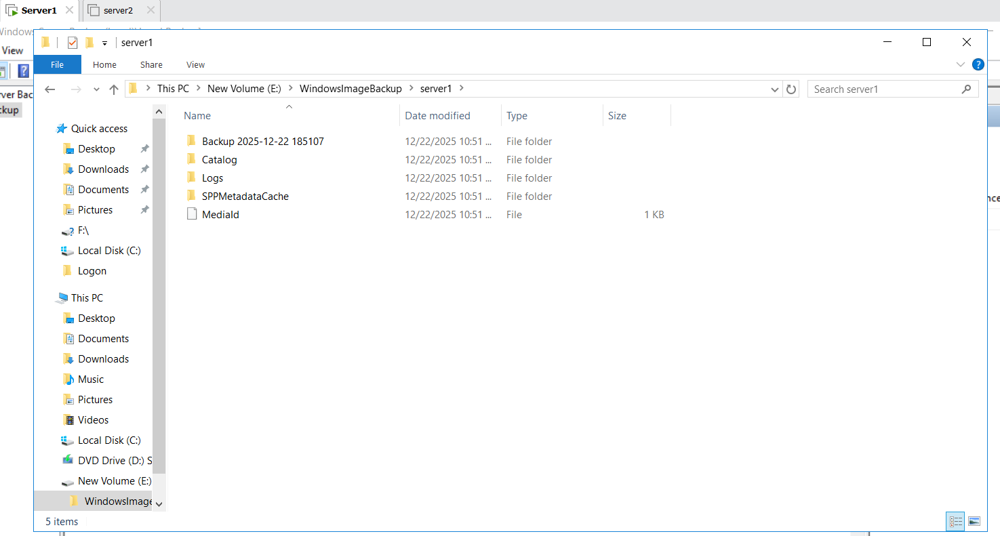 Server1
server2
View
server1
File
Home
Share
View
This PC
New Volume (E:)
WindowsImageBackup
server1
Search server1
Name
Date modified
Type
Size
Quick access
Desktop
Downloads
Documents
Pictures
F:\
Local Disk (C:)
Logon
This PC
Desktop
Documents
Downloads
Music
Pictures
Videos
Local Disk (C:)
DVD Drive (D:) S
New Volume (E:)
WindowsImage
Backup 2025-12-22 185107 12/22/2025 10:51 ... File folder
Catalog 12/22/2025 10:51 ... File folder
Logs 12/22/2025 10:51 ... File folder
SPPMetadataCache 12/22/2025 10:51 ... File folder
MediaId 12/22/2025 10:51 ... File 1 KB
5 items